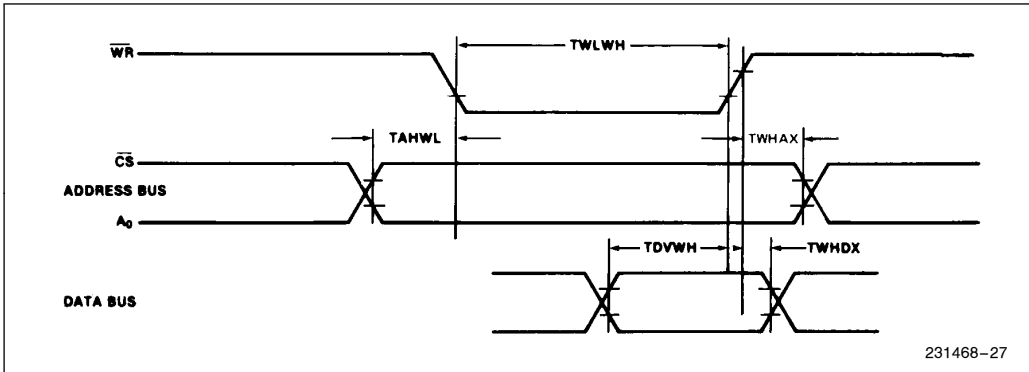 WR
TWLWH
TAHWL
TWHAX
CS
ADDRESS BUS
A0
TDVWH
TWHDX
DATA BUS
231468–27